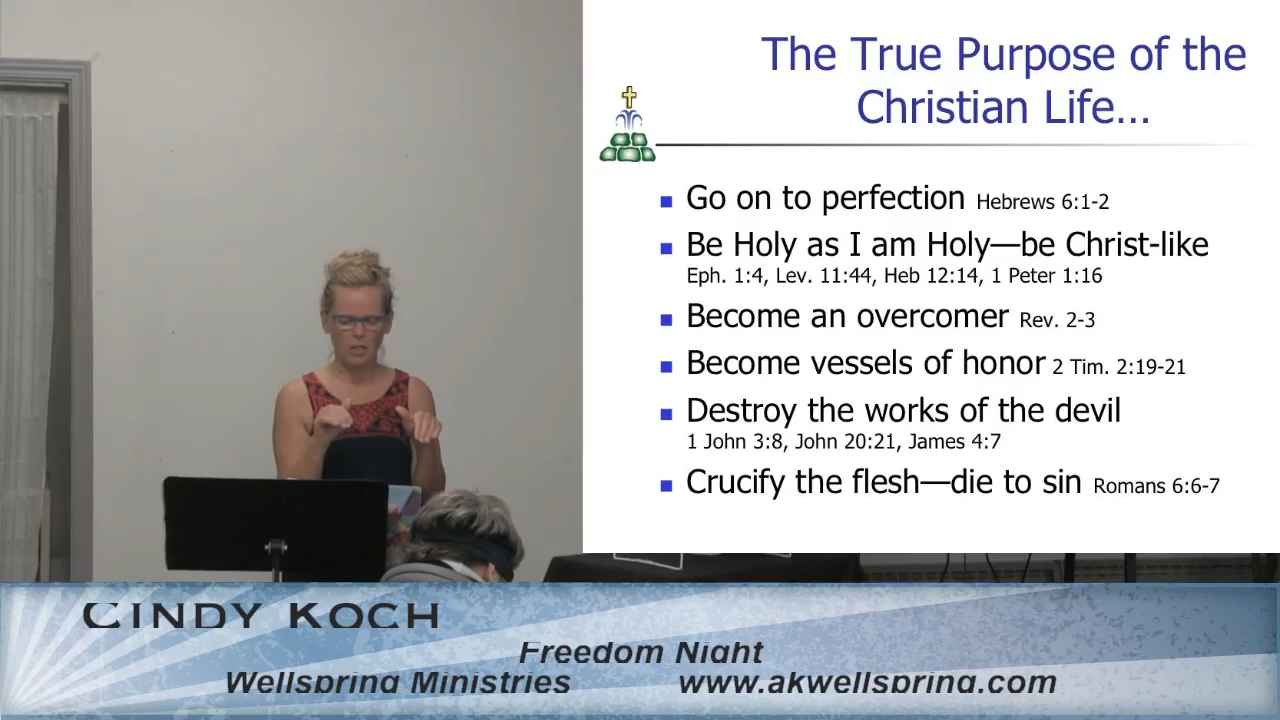 The True Purpose of the
Christian Life...
Go on to perfection Hebrews 6:1-2
Be Holy as I am Holy—be Christ-like
Eph. 1:4, Lev. 11:44, Heb 12:14, 1 Peter 1:16
Become an overcomer Rev. 2-3
Become vessels of honor 2 Tim. 2:19-21
Destroy the works of the devil
1 John 3:8, John 20:21, James 4:7
Crucify the flesh—die to sin Romans 6:6-7
CINDY KOCH
Freedom Night
Wellspring Ministries www.akwellspring.com